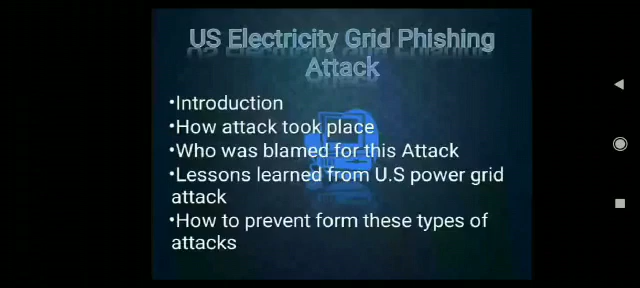 US Electricity Grid Phishing
Attack
•Introduction
•How attack took place
•Who was blamed for this Attack
•Lessons learned from U.S power grid
attack
•How to prevent form these types of
attacks